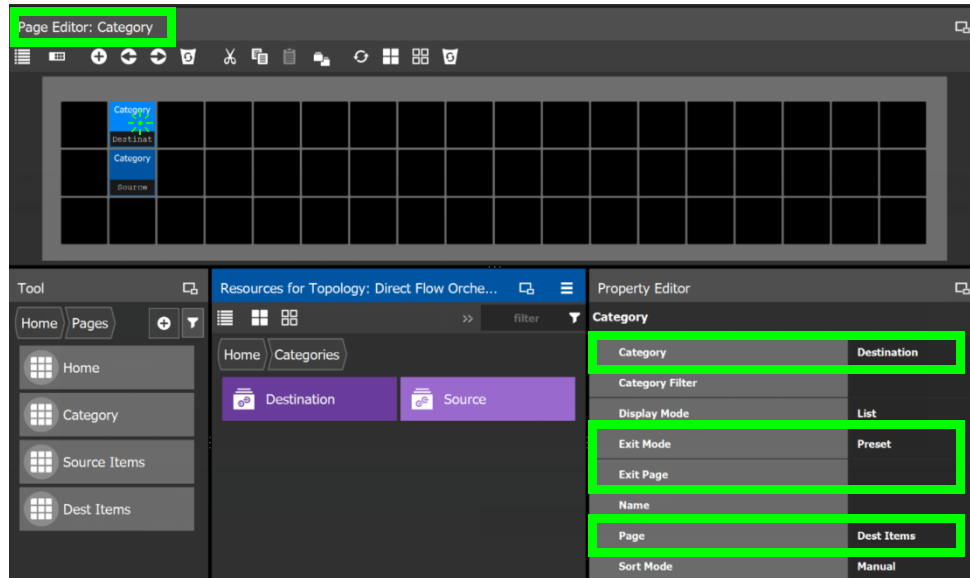 Page Editor: Category
Category
Destinat
Category
Source
Tool
Home Pages
Home
Category
Source Items
Dest Items
Resources for Topology: Direct Flow Orche...
>> filter
Home Categories
Destination Source
Property Editor
Category
Category Destination
Category Filter
Display Mode List
Exit Mode Preset
Exit Page
Name
Page Dest Items
Sort Mode Manual